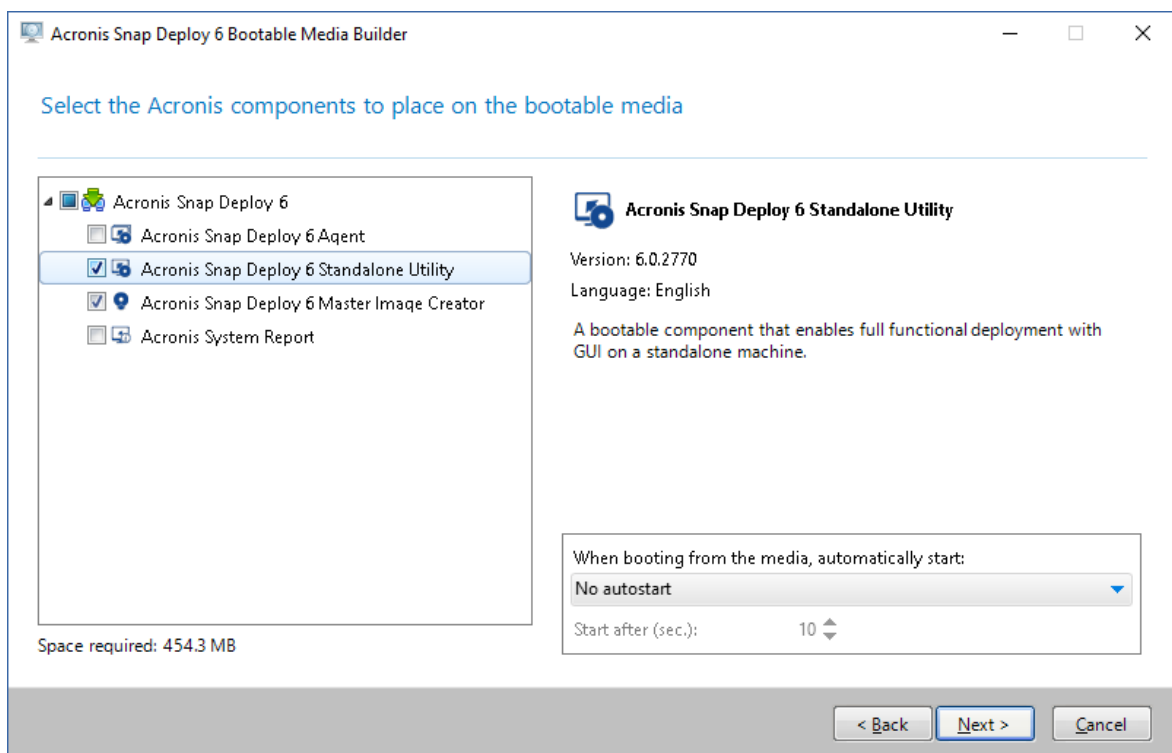 Acronis Snap Deploy 6 Bootable Media Builder
Select the Acronis components to place on the bootable media
Acronis Snap Deploy 6
Acronis Snap Deploy 6 Agent
Acronis Snap Deploy 6 Standalone Utility
Acronis Snap Deploy 6 Master Image Creator
Acronis System Report
Space required: 454.3 MB
Acronis Snap Deploy 6 Standalone Utility
Version: 6.0.2770
Language: English
A bootable component that enables full functional deployment with
GUI on a standalone machine.
When booting from the media, automatically start:
No autostart
Start after (sec.): 10
< Back Next > Cancel